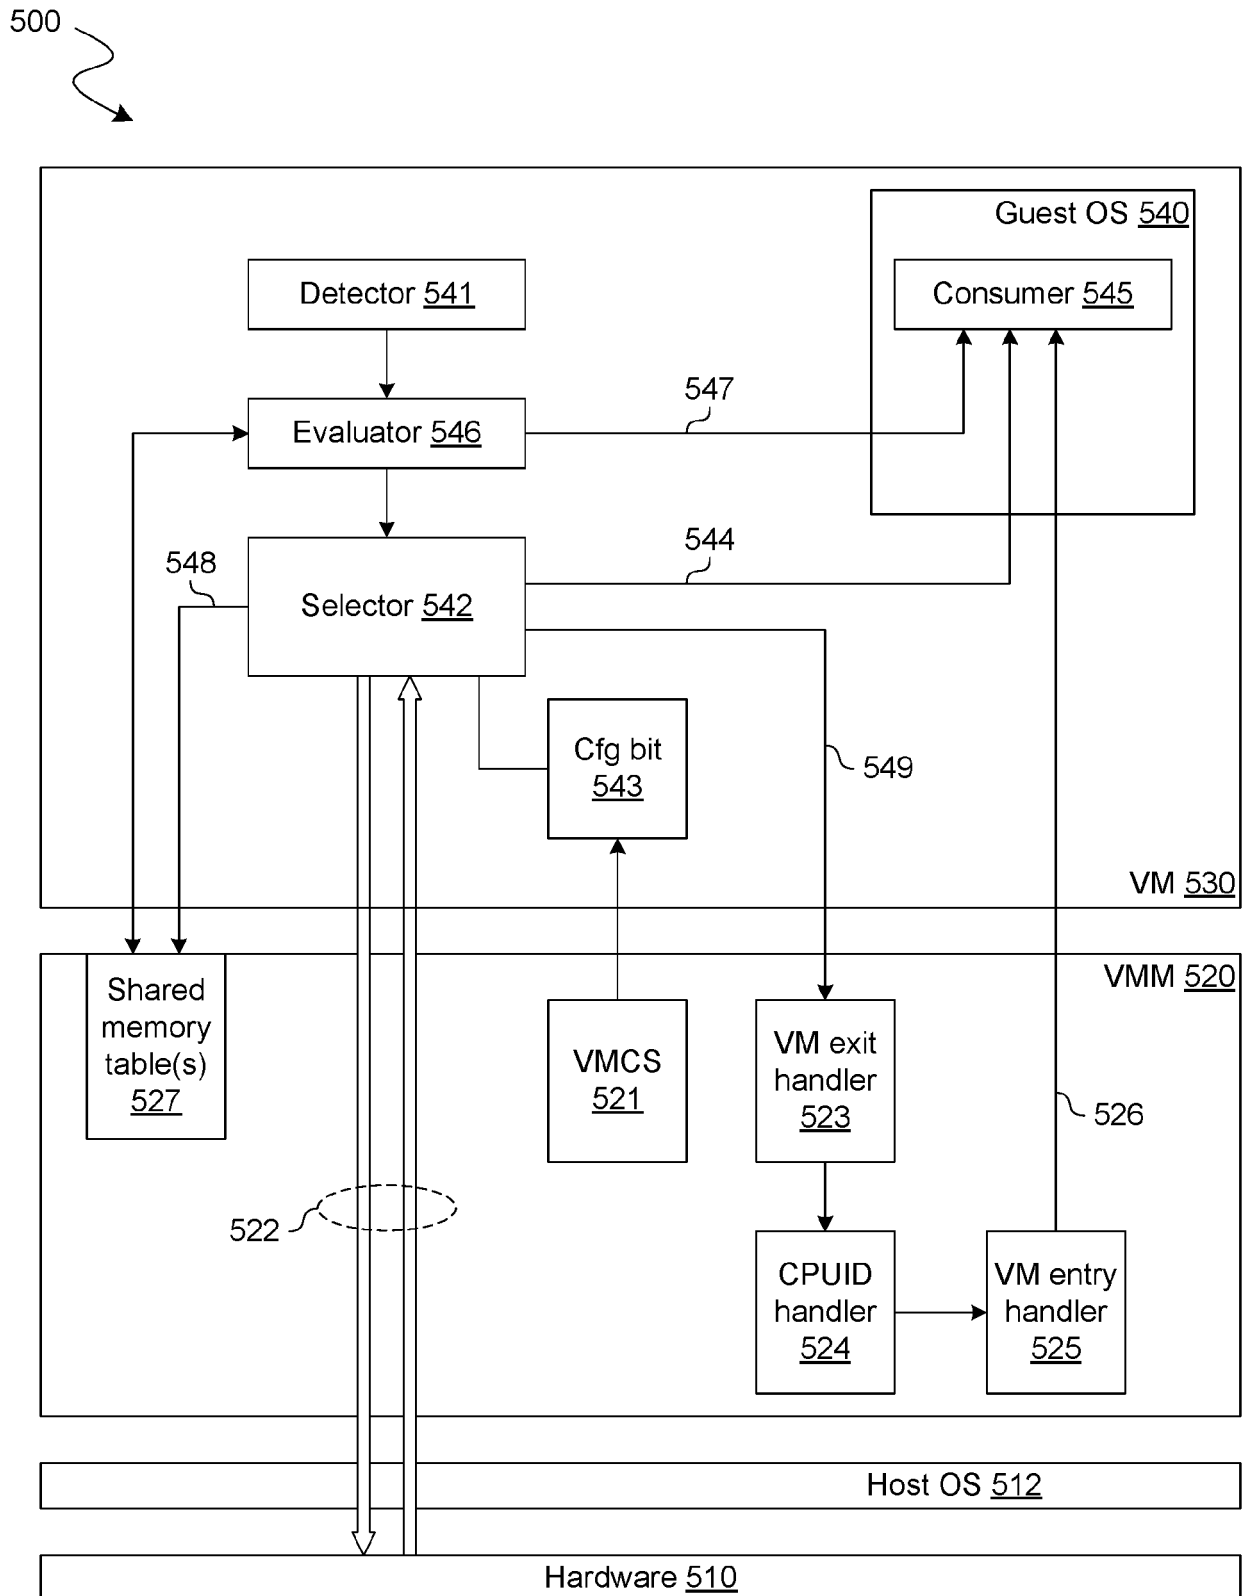 500
Guest OS 540
Detector 541
Consumer 545
547
Evaluator 546
544
548
Selector 542
Cfg bit
543
549
VM 530
VMM 520
Shared
memory
table(s)
527
VMCS
521
VM exit
handler
523
526
522
CPUID
handler
524
VM entry
handler
525
Host OS 512
Hardware 510